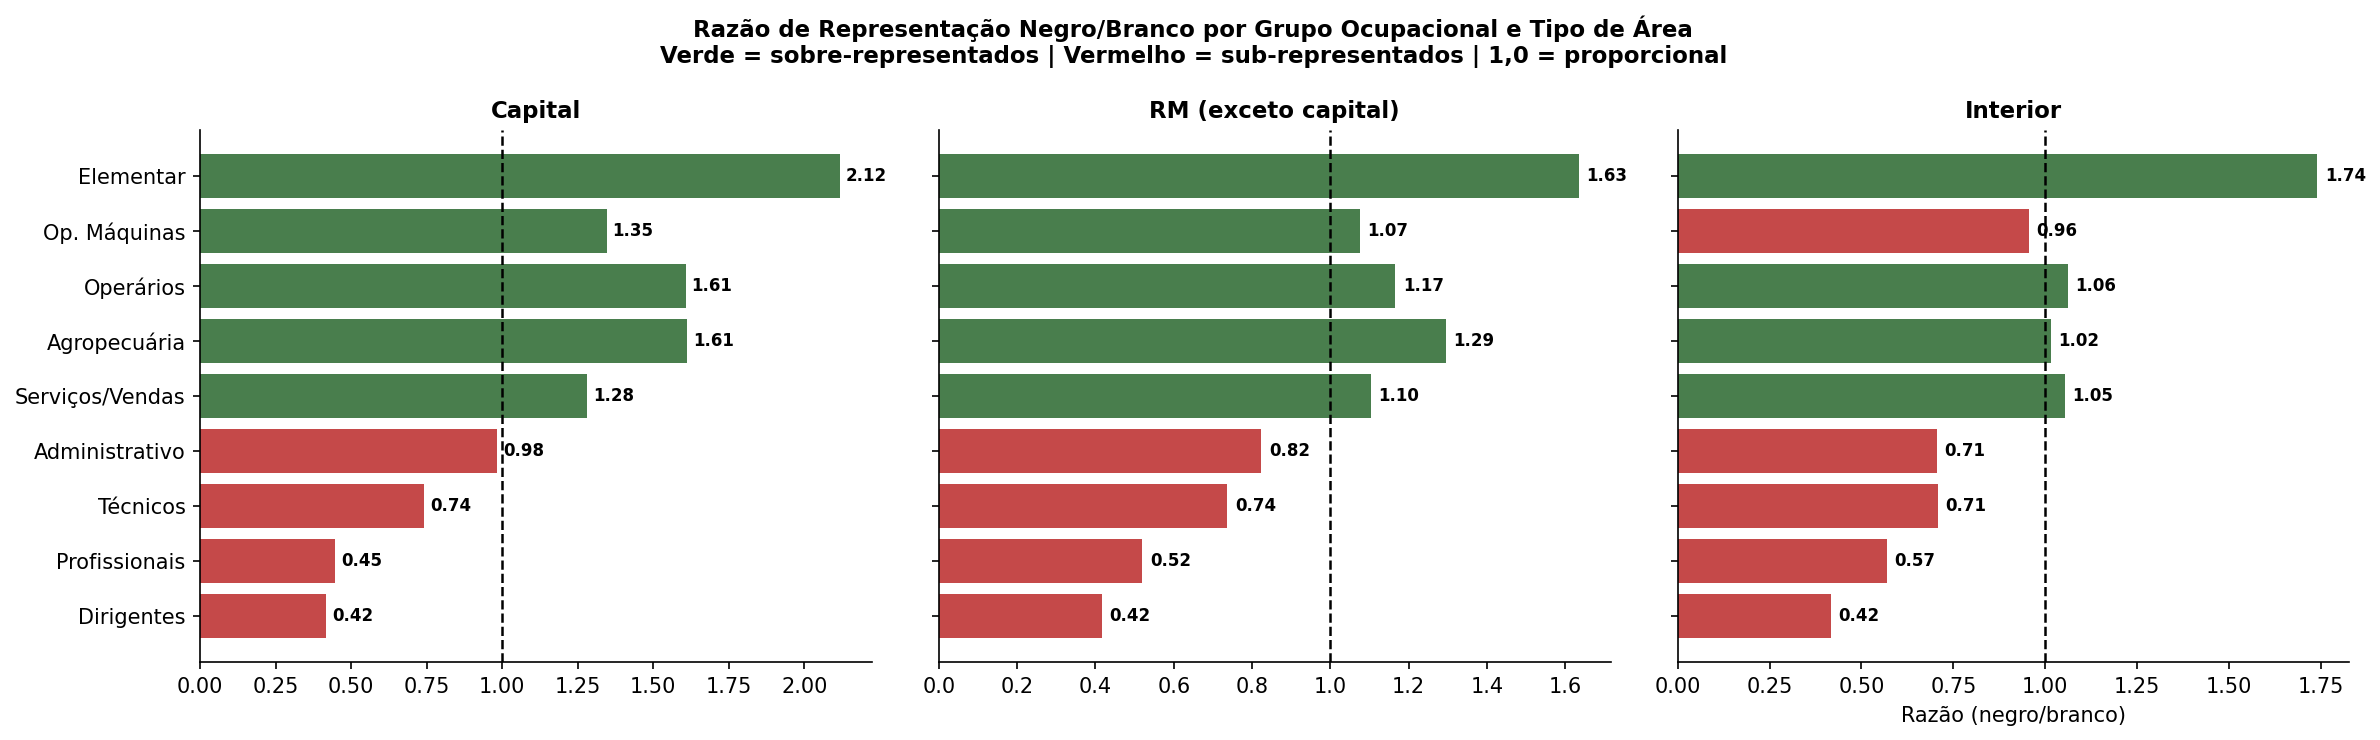 Razão de Representação Negro/Branco por Grupo Ocupacional e Tipo de Área
Verde = sobre-representados | Vermelho = sub-representados | 1,0 = proporcional
Capital
Elementar 2.12
Op. Máquinas 1.35
Operários 1.61
Agropecuária 1.61
Serviços/Vendas 1.28
Administrativo 0.98
Técnicos 0.74
Profissionais 0.45
Dirigentes 0.42
0.00 0.25 0.50 0.75 1.00 1.25 1.50 1.75 2.00
RM (exceto capital)
1.63
1.07
1.17
1.29
1.10
0.82
0.74
0.52
0.42
0.0 0.2 0.4 0.6 0.8 1.0 1.2 1.4 1.6
Interior
1.74
0.96
1.06
1.02
1.05
0.71
0.71
0.57
0.42
0.00 0.25 0.50 0.75 1.00 1.25 1.50 1.75
Razão (negro/branco)